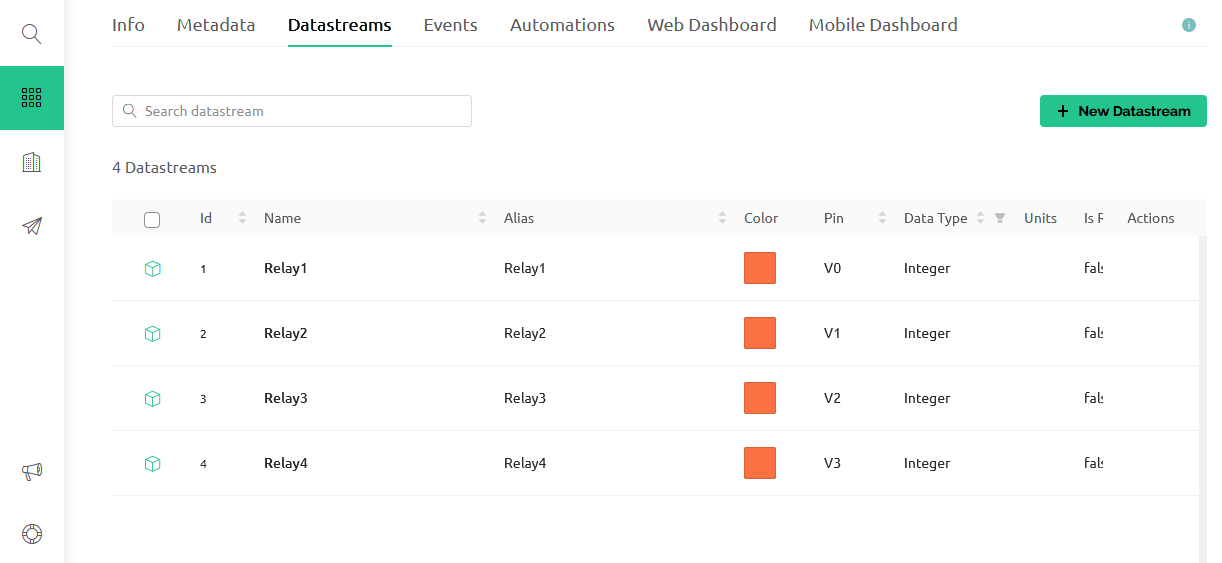 Info Metadata Datastreams Events Automations Web Dashboard Mobile Dashboard
Search datastream
+ New Datastream
4 Datastreams
Id Name Alias Color Pin Data Type Units Is R Actions
1 Relay1 Relay1 V0 Integer fals
2 Relay2 Relay2 V1 Integer fals
3 Relay3 Relay3 V2 Integer fals
4 Relay4 Relay4 V3 Integer fals